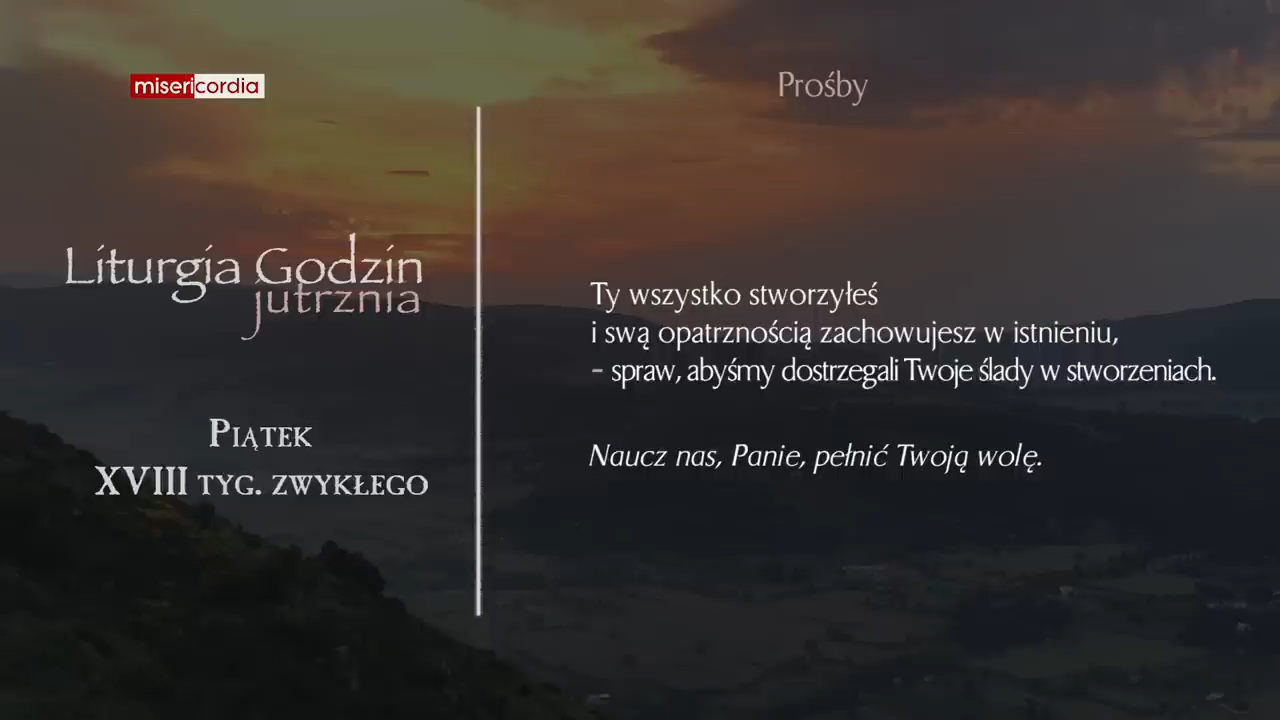 misericordia
Liturgia Godzin
jutrznia
Piątek
XVIII tyg. zwykłego
Prośby
Ty wszystko stworzyłeś
i swą opatrznością zachowujesz w istnieniu,
- spraw, abyśmy dostrzegali Twoje ślady w stworzeniach.
Naucz nas, Panie, pełnić Twoją wolę.